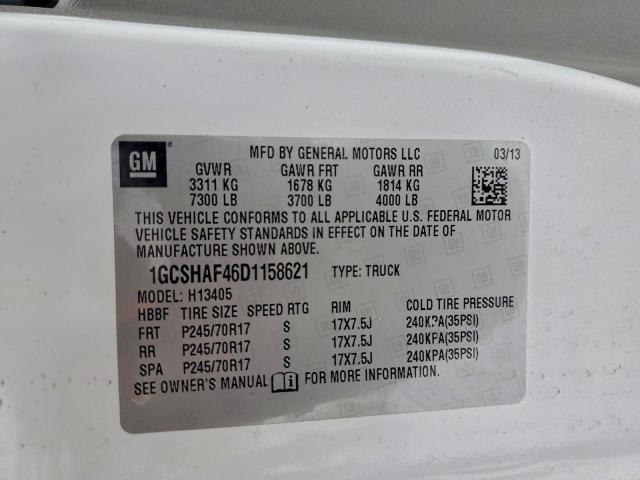 GM
MFD BY GENERAL MOTORS LLC 03/13
GVWR GAWR FRT GAWR RR
3311 KG 1678 KG 1814 KG
7300 LB 3700 LB 4000 LB
THIS VEHICLE CONFORMS TO ALL APPLICABLE U.S. FEDERAL MOTOR
VEHICLE SAFETY STANDARDS IN EFFECT ON THE DATE OF
MANUFACTURE SHOWN ABOVE.
1GCSHAF46D1158621 TYPE: TRUCK
MODEL: H13405
HBBF TIRE SIZE SPEED RTG RIM COLD TIRE PRESSURE
FRT P245/70R17 S 17X7.5J 240KPA(35PSI)
RR P245/70R17 S 17X7.5J 240KPA(35PSI)
SPA P245/70R17 S 17X7.5J 240KPA(35PSI)
SEE OWNER'S MANUAL FOR MORE INFORMATION.